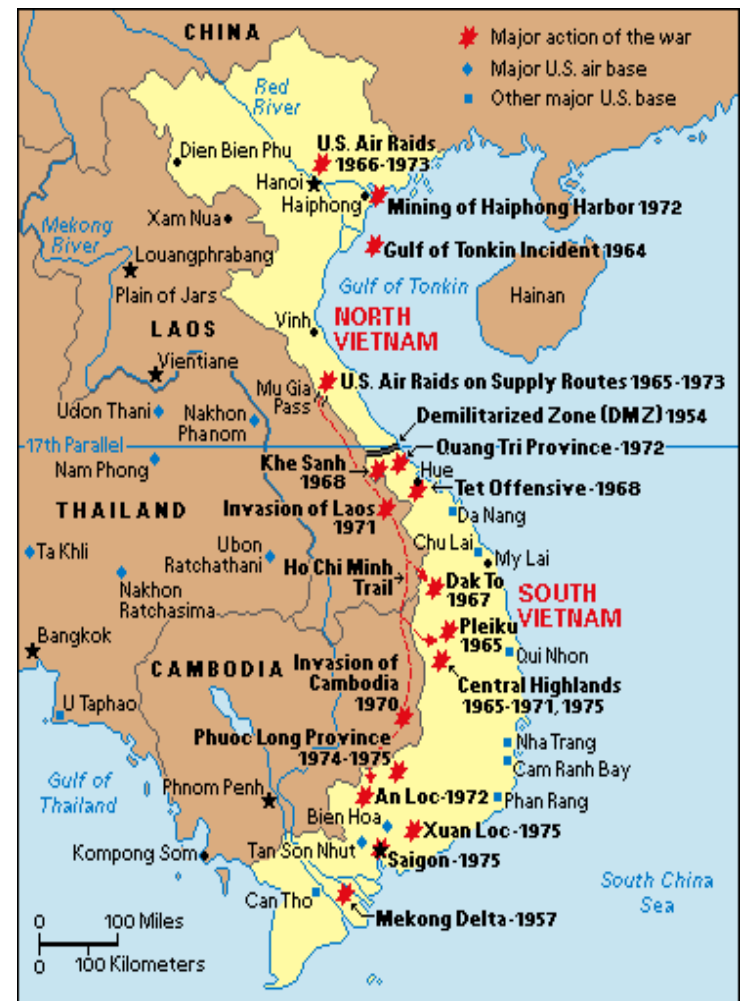 CHINA
Major action of the war
Major U.S. air base
Other major U.S. base
Red
River
U.S. Air Raids
1966-1973
Dien Bien Phu
Hanoi
Haiphong
Mining of Haiphong Harbor 1972
Xam Nua
Mekong
River
Louangphrabang
Gulf of Tonkin Incident 1964
Gulf of Tonkin
Hainan
Plain of Jars
LAOS
Vinh
NORTH
VIETNAM
Vientiane
Mu Gia
Pass
U.S. Air Raids on Supply Routes 1965-1973
Udon Thani
Nakhon
Phanom
Demilitarized Zone (DMZ) 1954
17th Parallel
Quang Tri Province-1972
Nam Phong
Khe Sanh
1968
Hue
Tet Offensive-1968
THAILAND
Invasion of Laos
1971
Da Nang
Chu Lai
My Lai
Ta Khli
Ubon
Ratchathani
Ho Chi Minh
Trail
Nakhon
Ratchasima
Dak To
1967
SOUTH
VIETNAM
Bangkok
Pleiku
1965
Qui Nhon
CAMBODIA
Invasion of
Cambodia
1970
Central Highlands
1965-1971, 1975
U Taphao
Phuoc Long Province
1974-1975
Nha Trang
Cam Ranh Bay
Gulf of
Thailand
Phnom Penh
An Loc-1972
Phan Rang
Bien Hoa
Xuan Loc-1975
Kompong Som
Tan Son Nhut
Saigon-1975
South China
Sea
Can Tho
Mekong Delta-1957
0
100 Miles
0
100 Kilometers